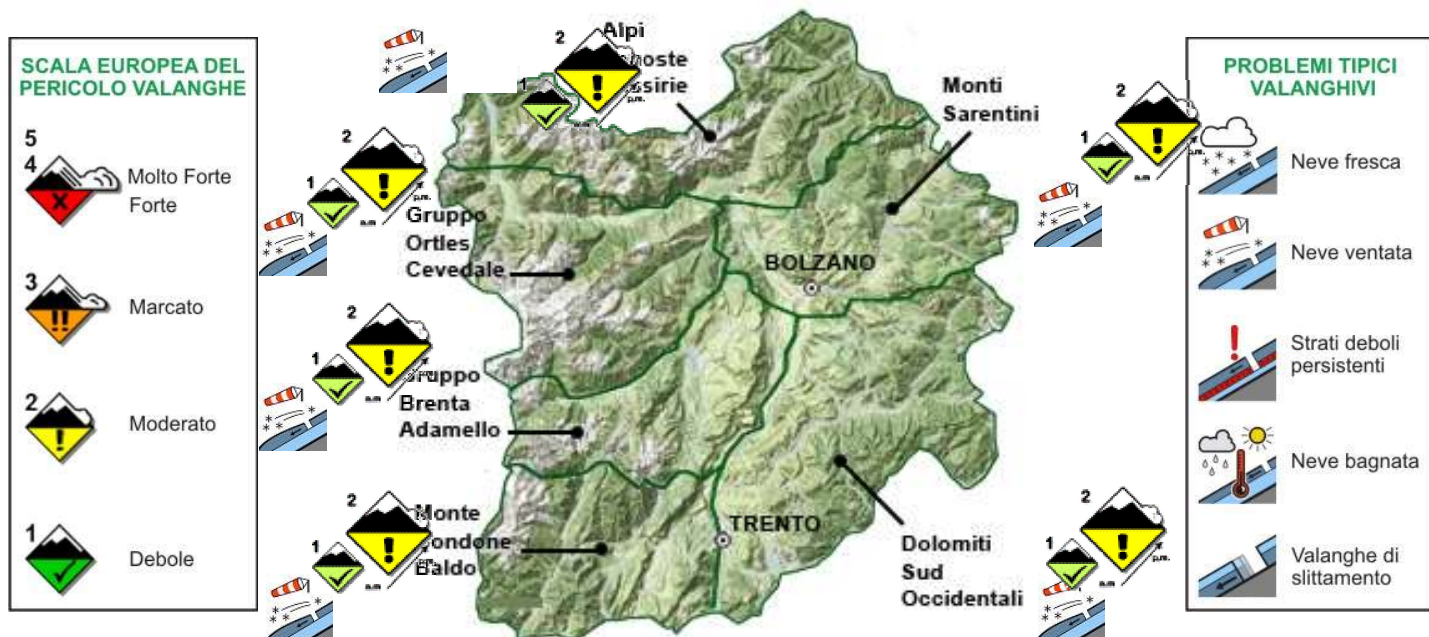 SCALA EUROPEA DEL
PERICOLO VALANGHE
5
4
Molto Forte
Forte
3
Marcato
2
Moderato
1
Debole
2
Alpi
1
p.m.
a.m
2
1
p.m.
a.m
Gruppo
Ortles
Cevedale
2
1
a.m
Brenta
Adamello
2
1
p.m.
a.m
Monte
Baldo
BOLZANO
TRENTO
Monti
Sarentini
Dolomiti
Sud
Occidentali
2
1
p.m.
a.m
2
1
p.m.
a.m
PROBLEMI TIPICI
VALANGHIVI
Neve fresca
Neve ventata
Strati deboli
persistenti
Neve bagnata
Valanghe di
slittamento